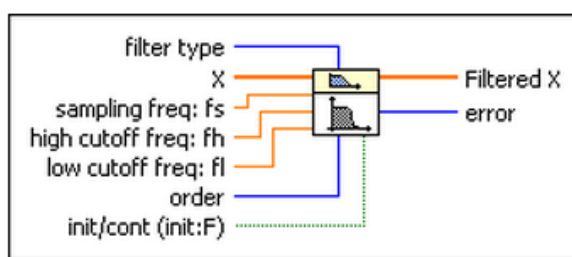 filter type
X
Filtered X
sampling freq: fs
error
high cutoff freq: fh
low cutoff freq: fl
order
init/cont (init:F)